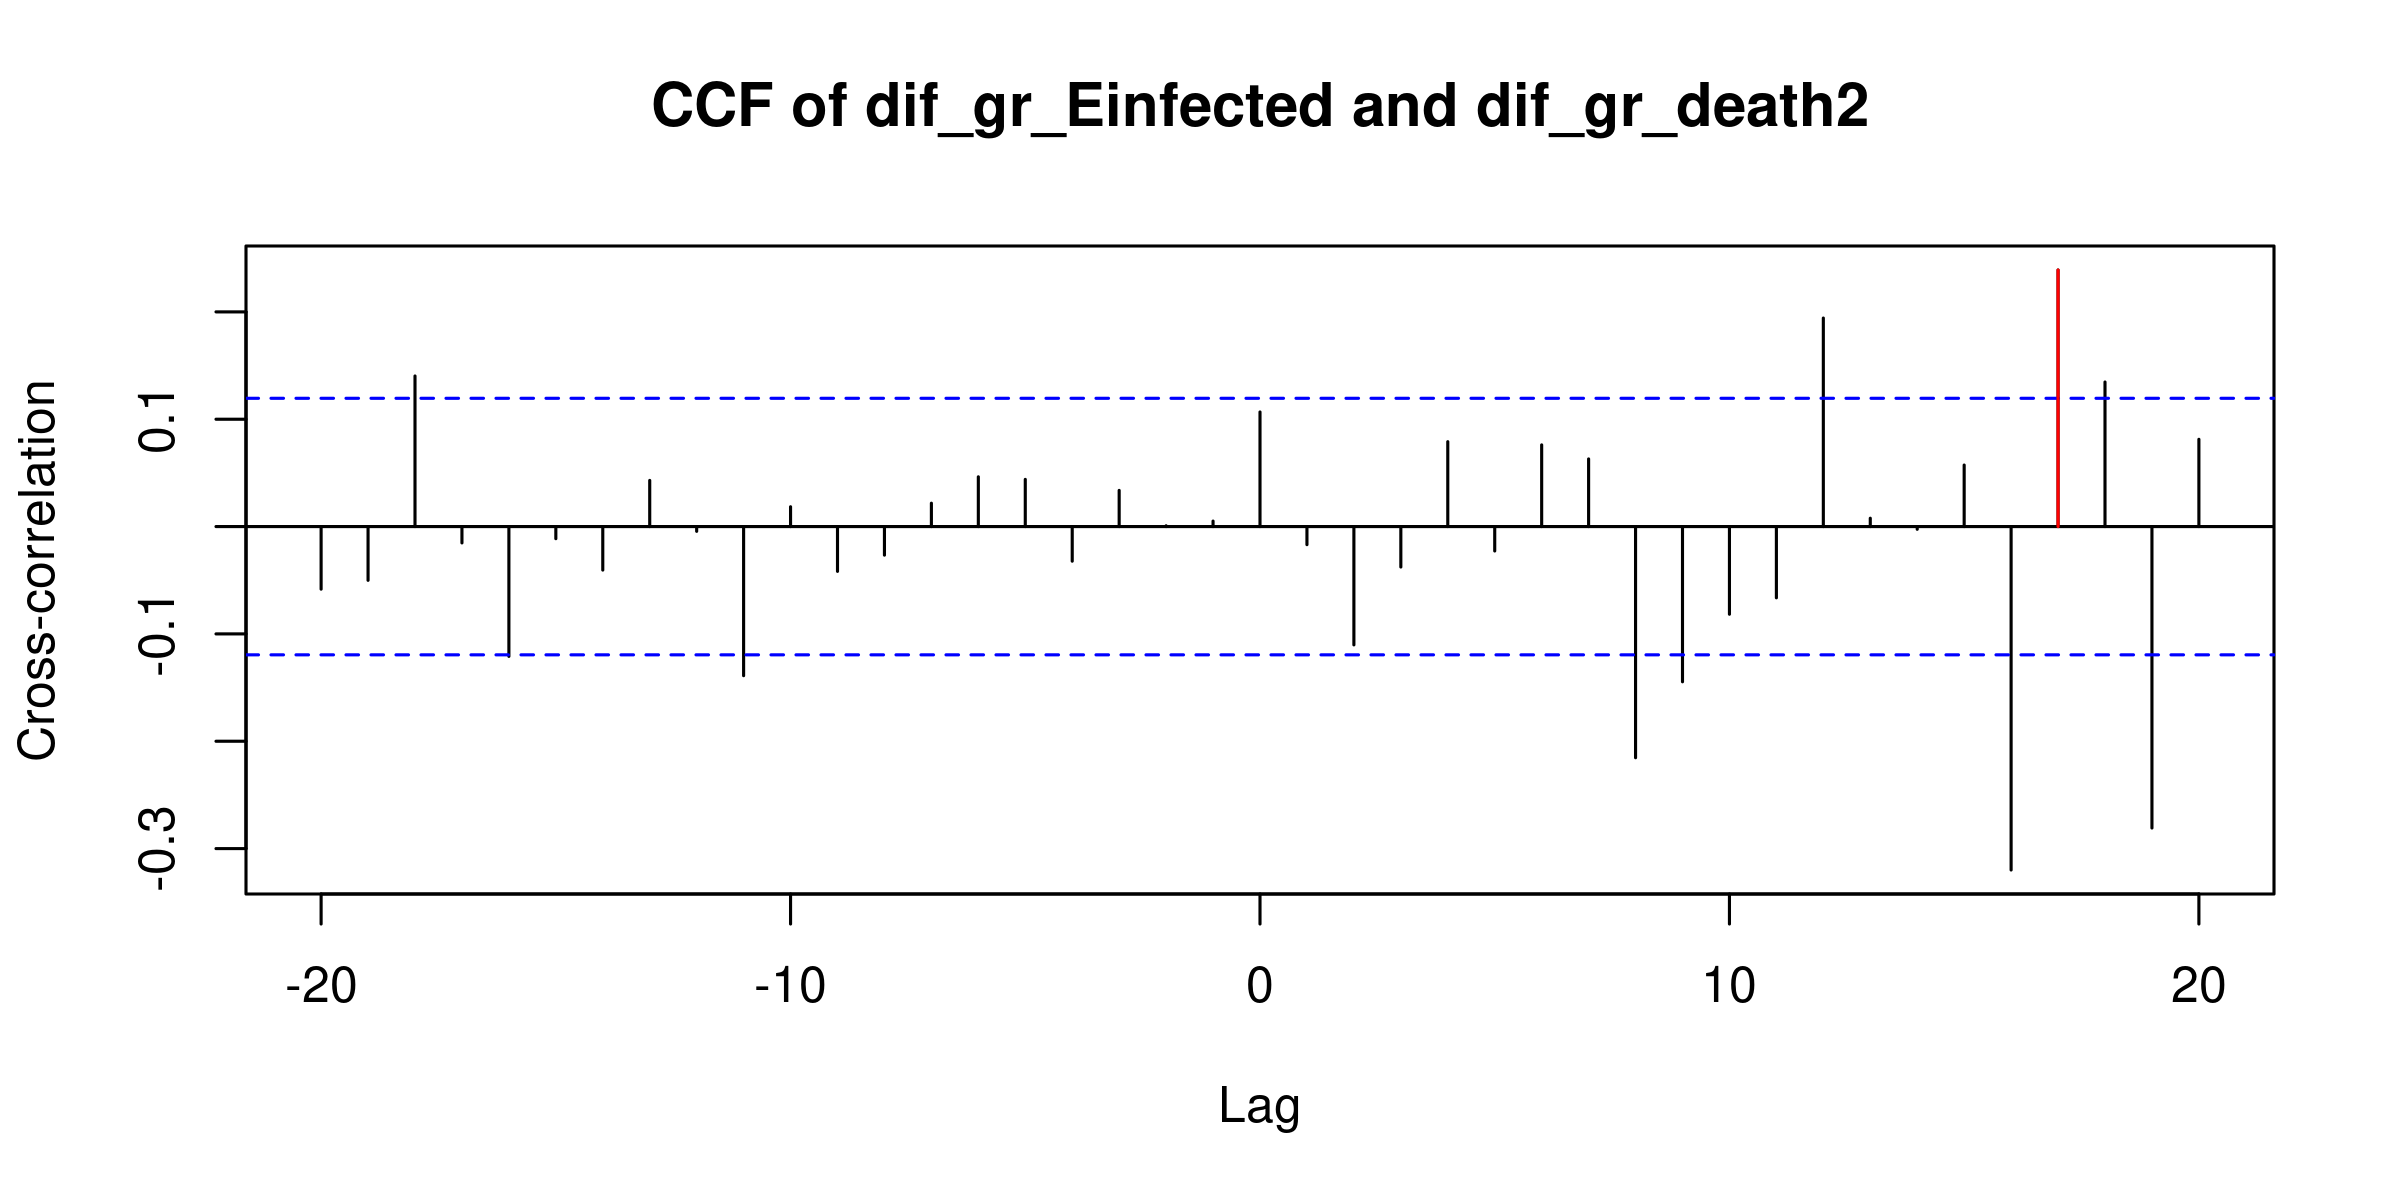 CCF of dif_gr_Einfected and dif_gr_death2
Cross-correlation
0.1
-0.1
-0.3
-20 -10 0 10 20
Lag